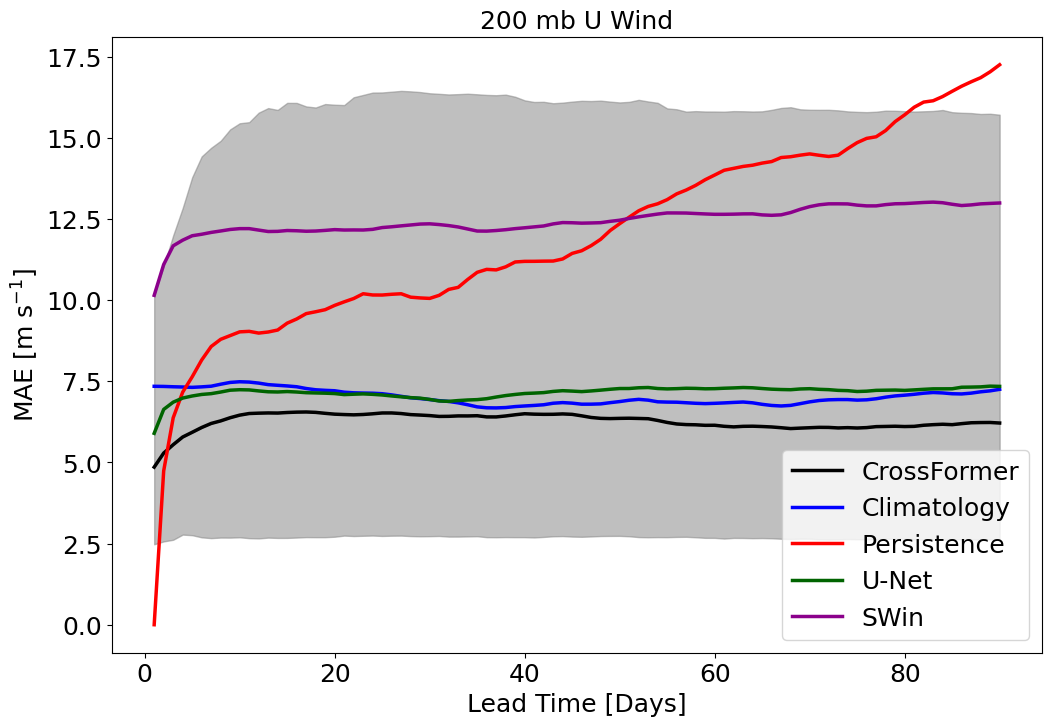 200 mb U Wind
17.5
15.0
12.5
10.0
7.5
5.0
2.5
0.0
MAE [m s⁻¹]
0 20 40 60 80
Lead Time [Days]
CrossFormer
Climatology
Persistence
U-Net
SWin